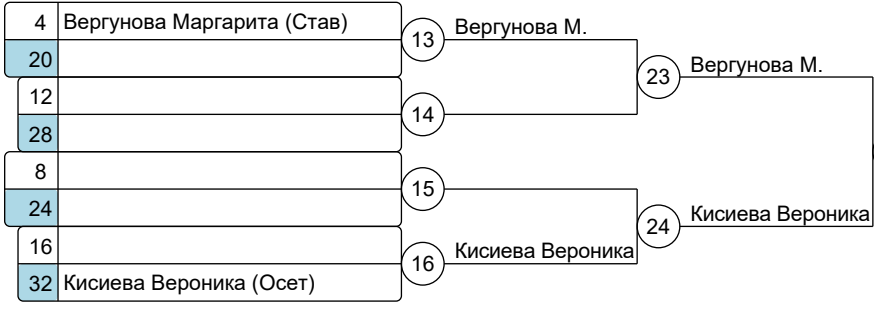 4 Вергунова Маргарита (Став)
20
12
28
8
24
16
32 Кисиева Вероника (Осет)
13 Вергунова М.
14
15
16 Кисиева Вероника
23 Вергунова М.
24 Кисиева Вероника